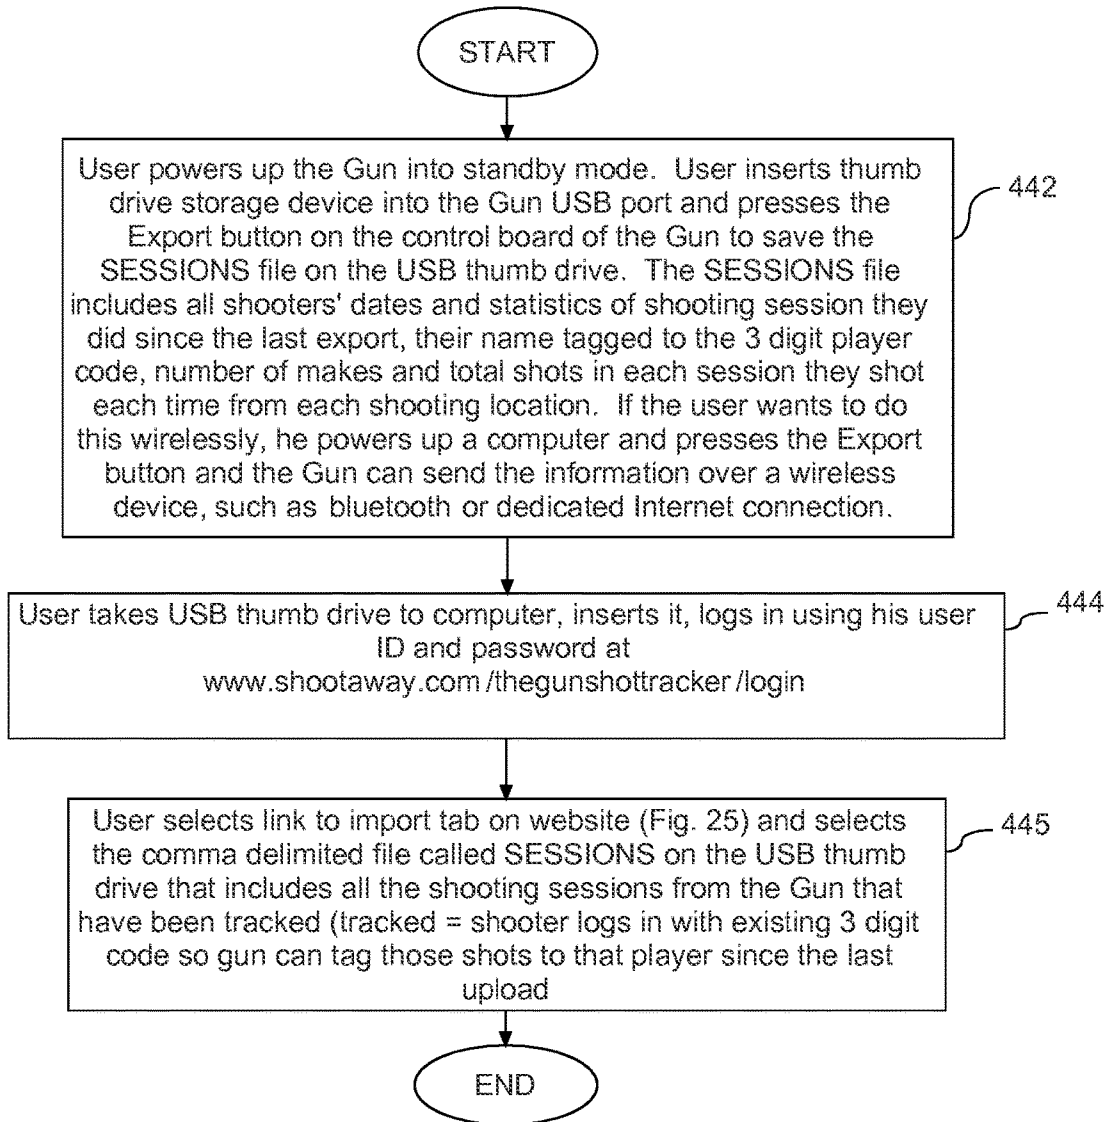 START
User powers up the Gun into standby mode. User inserts thumb
drive storage device into the Gun USB port and presses the
Export button on the control board of the Gun to save the
SESSIONS file on the USB thumb drive. The SESSIONS file
includes all shooters' dates and statistics of shooting session they
did since the last export, their name tagged to the 3 digit player
code, number of makes and total shots in each session they shot
each time from each shooting location. If the user wants to do
this wirelessly, he powers up a computer and presses the Export
button and the Gun can send the information over a wireless
device, such as bluetooth or dedicated Internet connection.
442
User takes USB thumb drive to computer, inserts it, logs in using his user
ID and password at
www.shootaway.com/thegunshottracker/login
444
User selects link to import tab on website (Fig. 25) and selects
the comma delimited file called SESSIONS on the USB thumb
drive that includes all the shooting sessions from the Gun that
have been tracked (tracked = shooter logs in with existing 3 digit
code so gun can tag those shots to that player since the last
upload
445
END